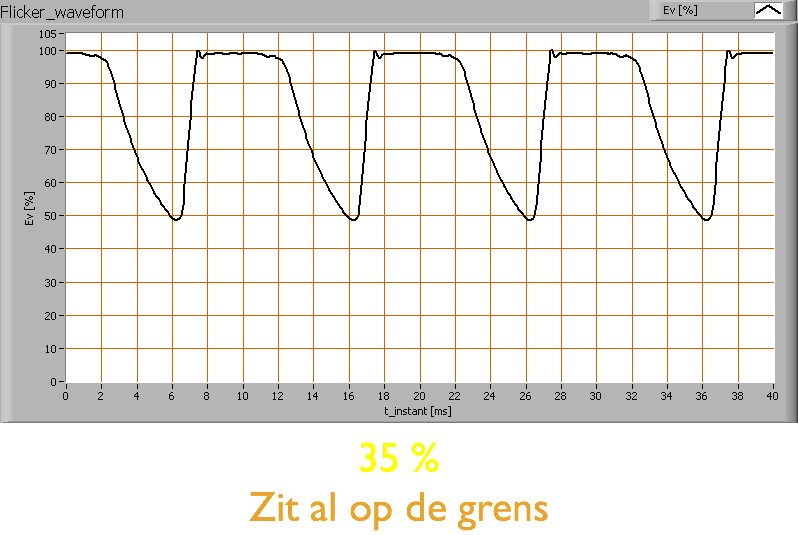 Flicker_waveform
Ev [%]
105
100
90
80
70
60
50
40
30
20
10
0
Ev [%]
0 2 4 6 8 10 12 14 16 18 20 22 24 26 28 30 32 34 36 38 40
t_instant [ms]
35 %
Zit al op de grens